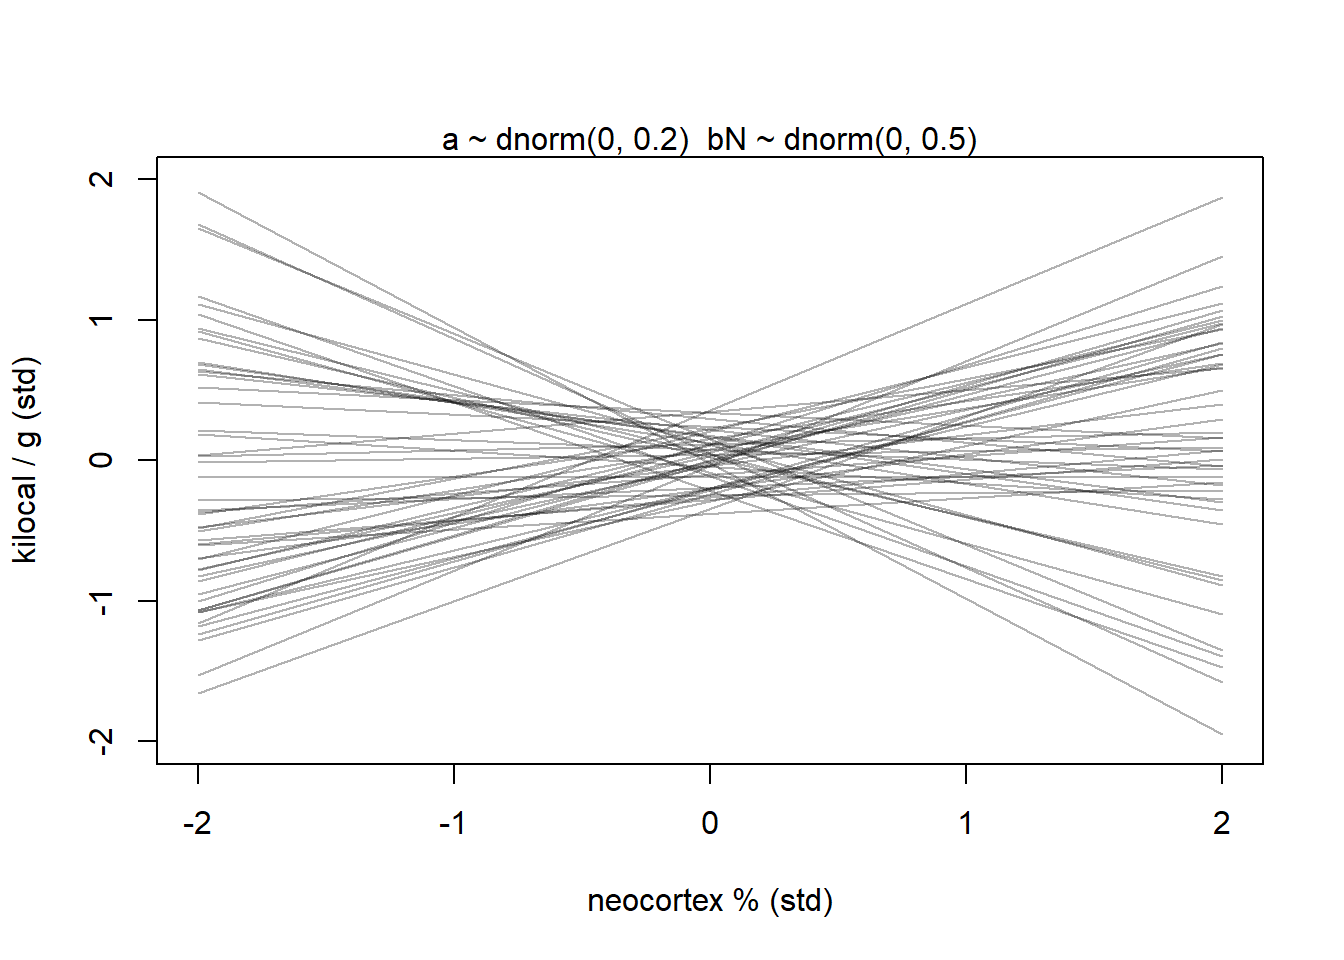 a ~ dnorm(0, 0.2)  bN ~ dnorm(0, 0.5)
kilocal / g (std)
2
1
0
-1
-2
-2 -1 0 1 2
neocortex % (std)